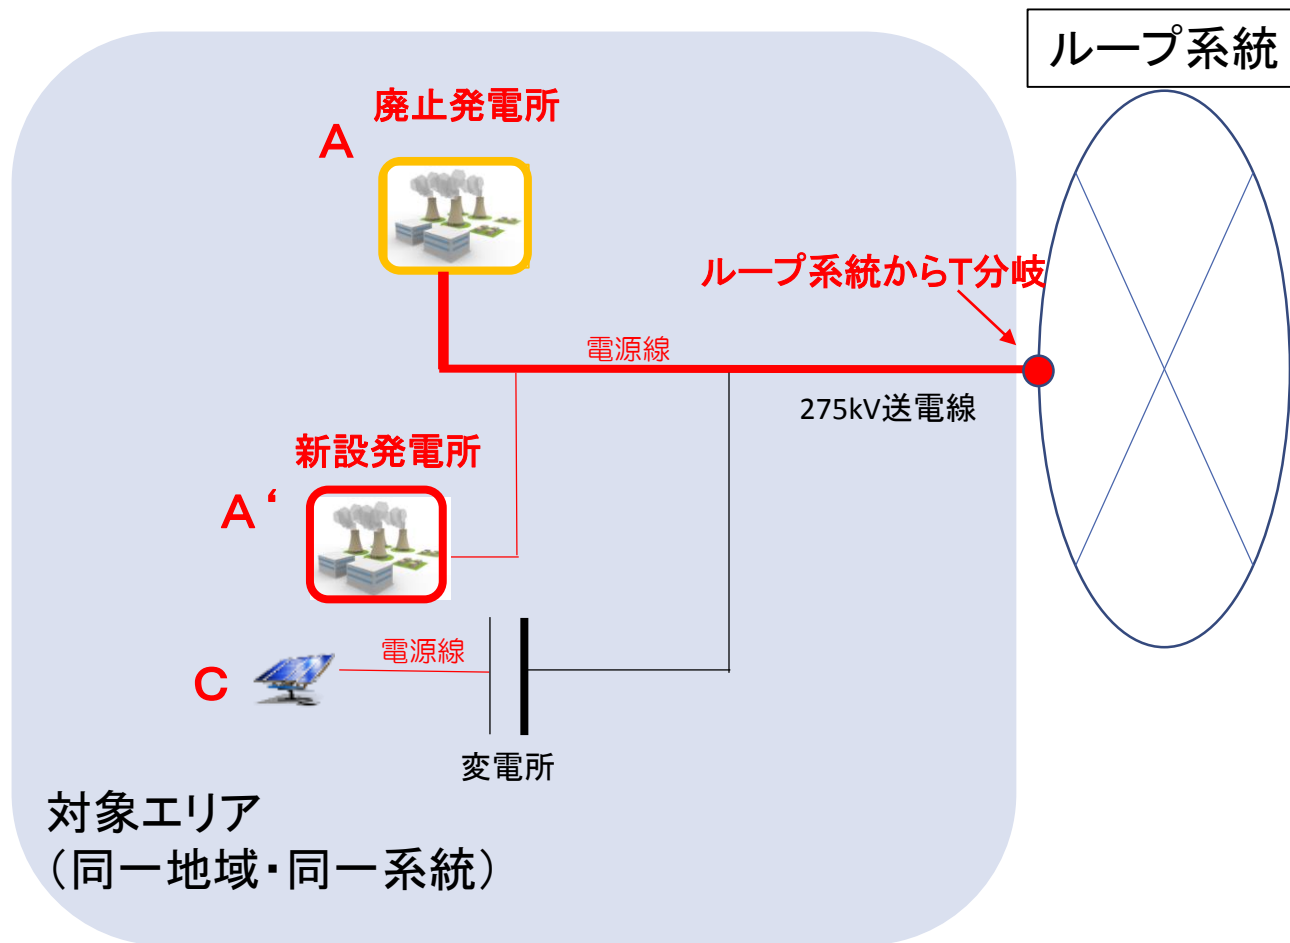 ループ系統
廃止発電所
A
ループ系統からT分岐
電源線
275kV送電線
新設発電所
A‘
電源線
C
変電所
対象エリア
(同一地域・同一系統)